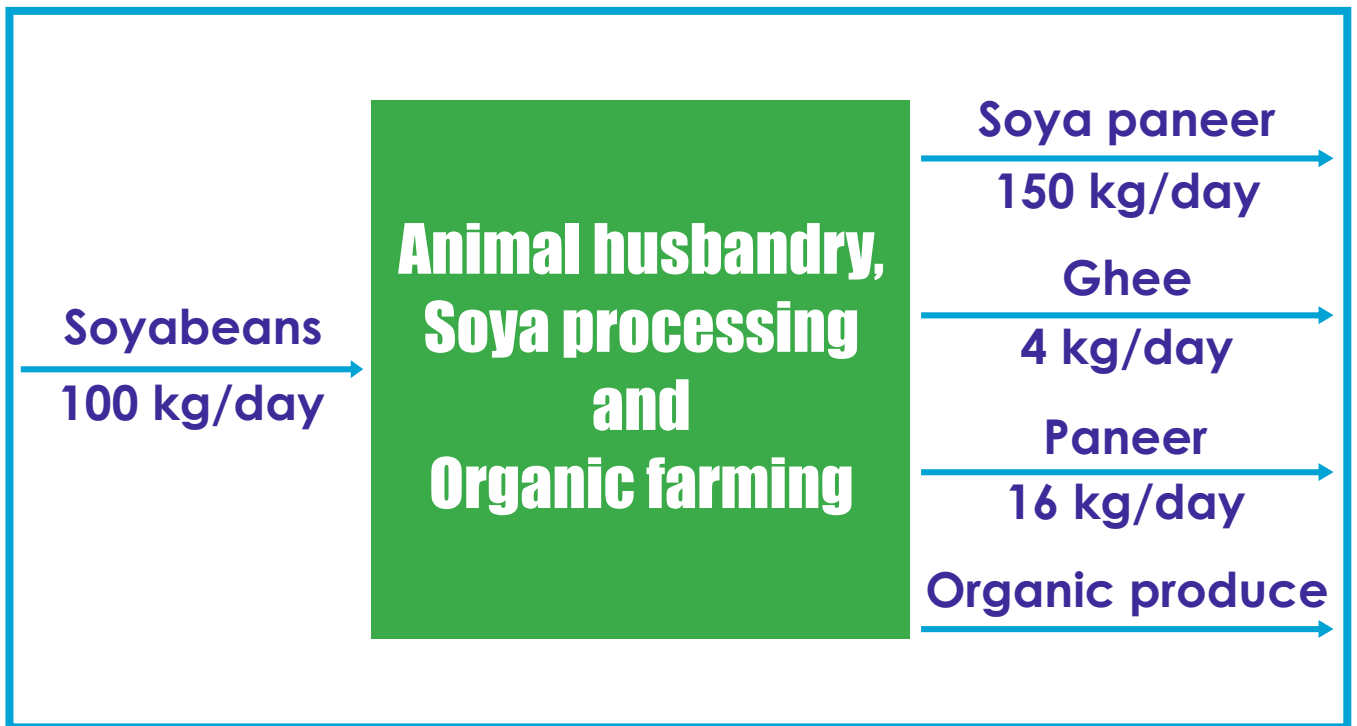 Soyabeans
100 kg/day
Animal husbandry,
Soya processing
and
Organic farming
Soya paneer
150 kg/day
Ghee
4 kg/day
Paneer
16 kg/day
Organic produce